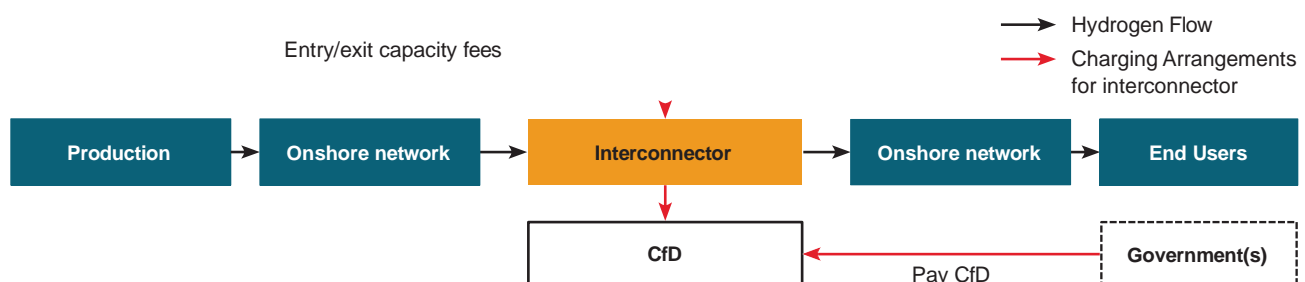 Hydrogen Flow
Entry/exit capacity fees
Charging Arrangements
for interconnector
Production
Onshore network
Interconnector
Onshore network
End Users
CfD
Government(s)
Pay CfD